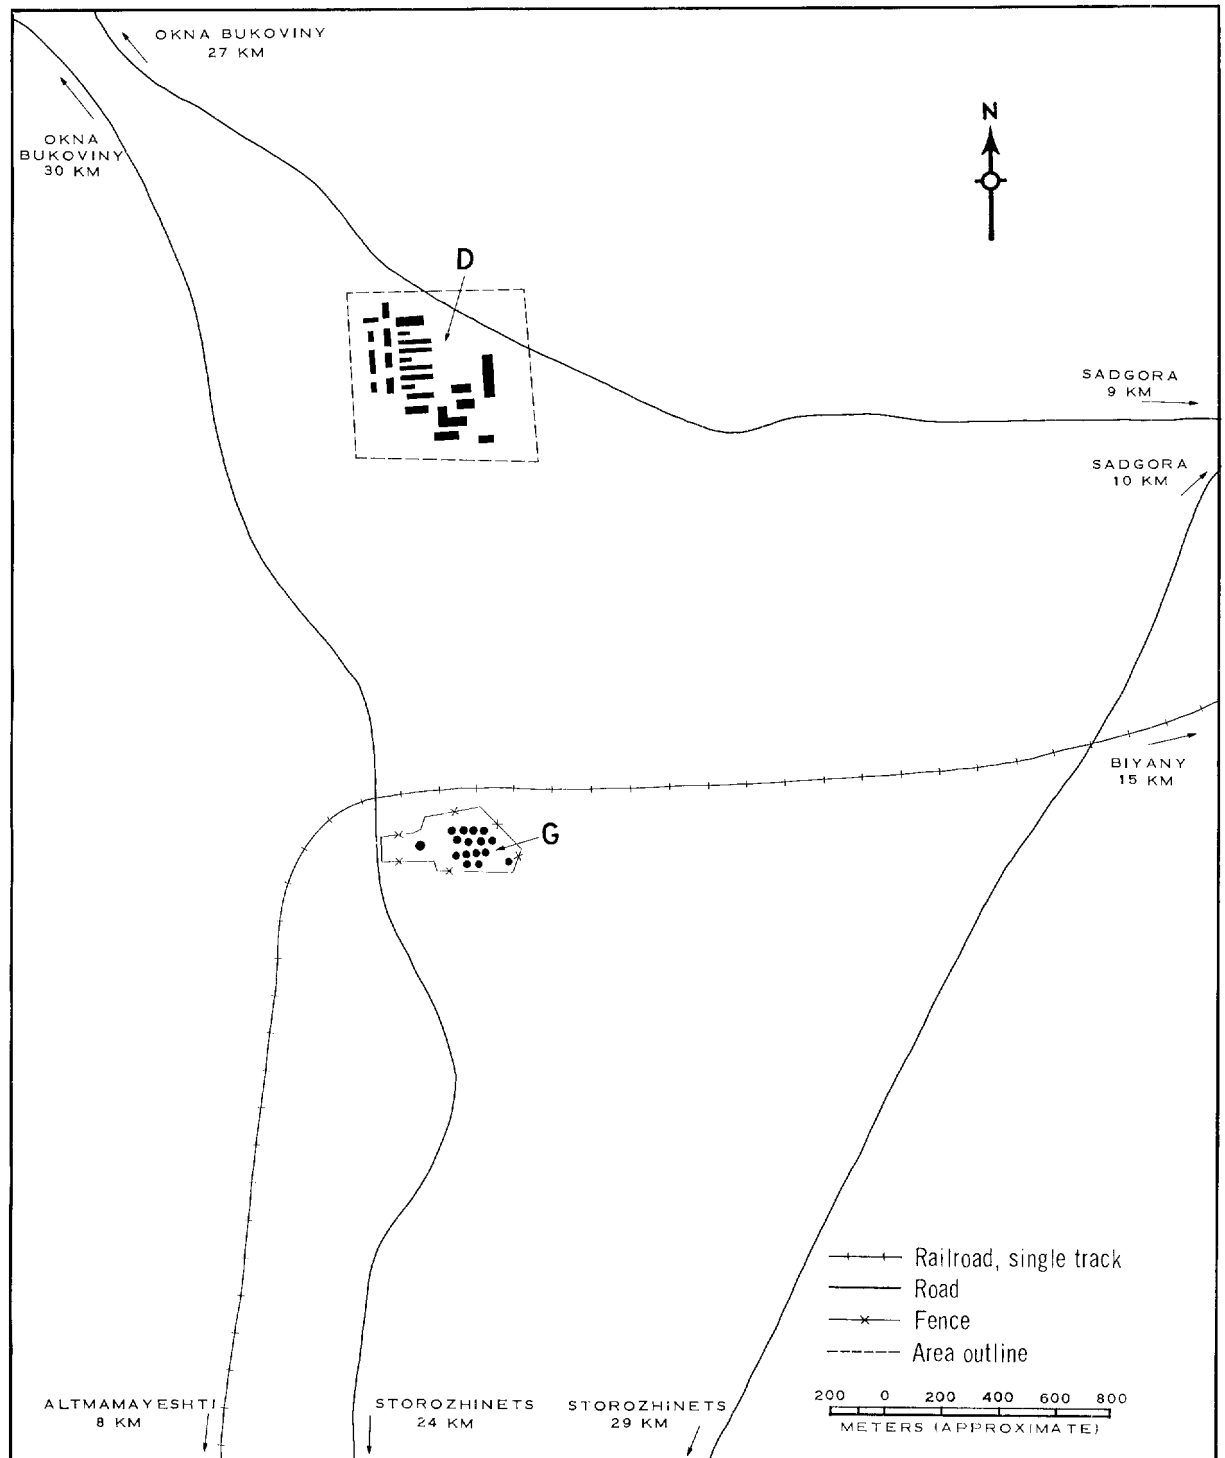 OKNA BUKOVINY
27 KM
OKNA
BUKOVINY
30 KM
N
D
SADGORA
9 KM
SADGORA
10 KM
BIYANY
15 KM
G
Railroad, single track
Road
Fence
Area outline
ALTMAMAYESHTI
8 KM
STOROZHINETS
24 KM
STOROZHINETS
29 KM
200 0 200 400 600 800
METERS (APPROXIMATE)